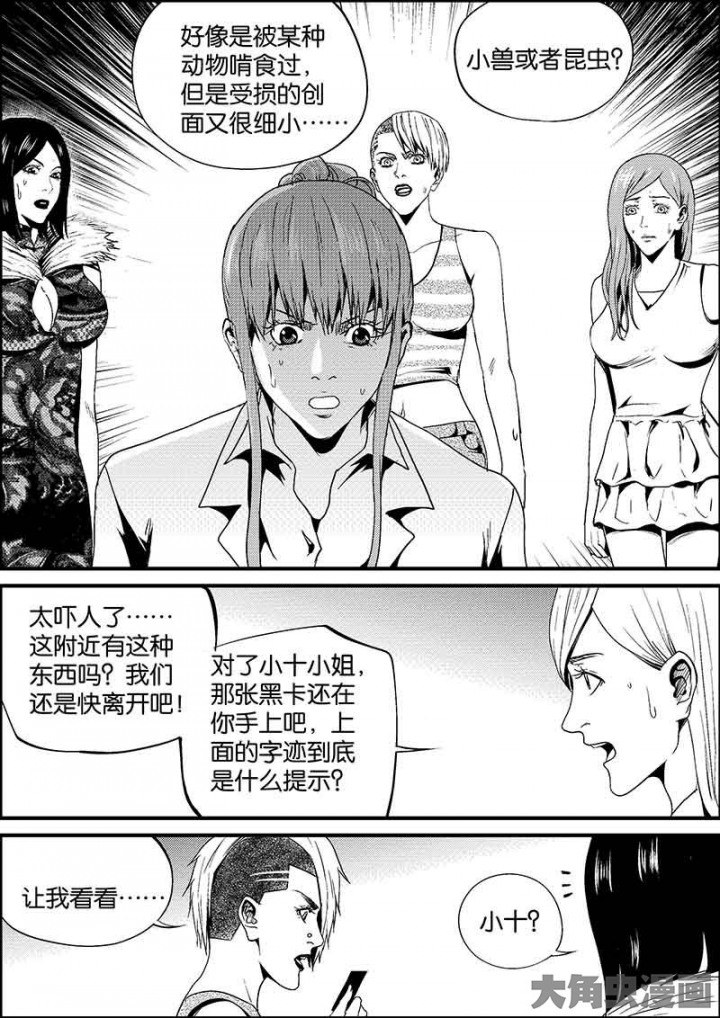 好像是被某种
动物啃食过，
但是受损的创
面又很细小……
小兽或者昆虫？
太吓人了……
这附近有这种
东西吗？我们
还是快离开吧！
对了小十小姐，
那张黑卡还在
你手上吧，上
面的字迹到底
是什么提示？
让我看看……
小十？
大角虫漫画